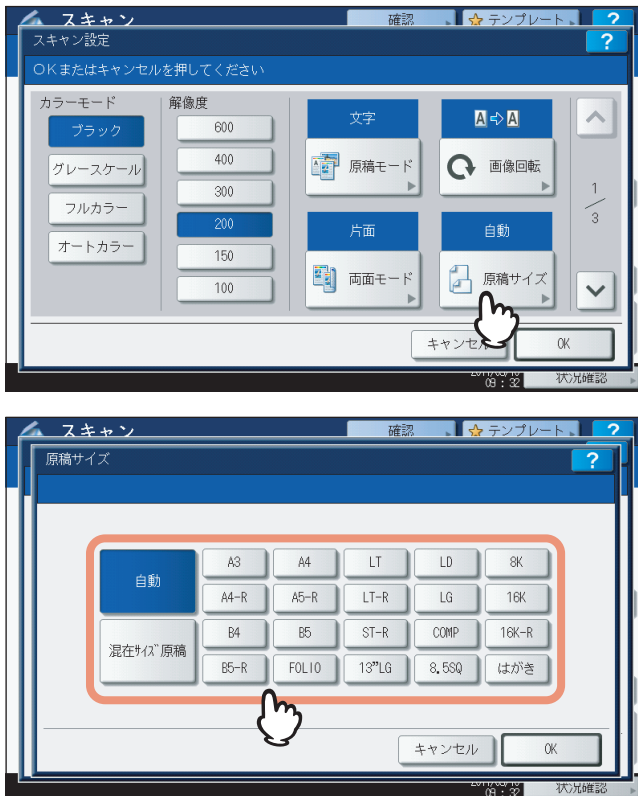 スキャン 確認 テンプレート ?
スキャン設定 ?
OKまたはキャンセルを押してください
カラーモード 解像度
ブラック 600 文字 A⇨A
グレースケール 400 原稿モード 画像回転
フルカラー 300 1/3
オートカラー 200 片面 自動
150 両面モード 原稿サイズ
100
キャンセル OK
09:32 状況確認
スキャン 確認 テンプレート ?
原稿サイズ ?
自動 A3 A4 LT LD 8K
A4-R A5-R LT-R LG 16K
混在ｻｲｽﾞ原稿 B4 B5 ST-R COMP 16K-R
B5-R FOLIO 13"LG 8.5SQ はがき
キャンセル OK
09:32 状況確認